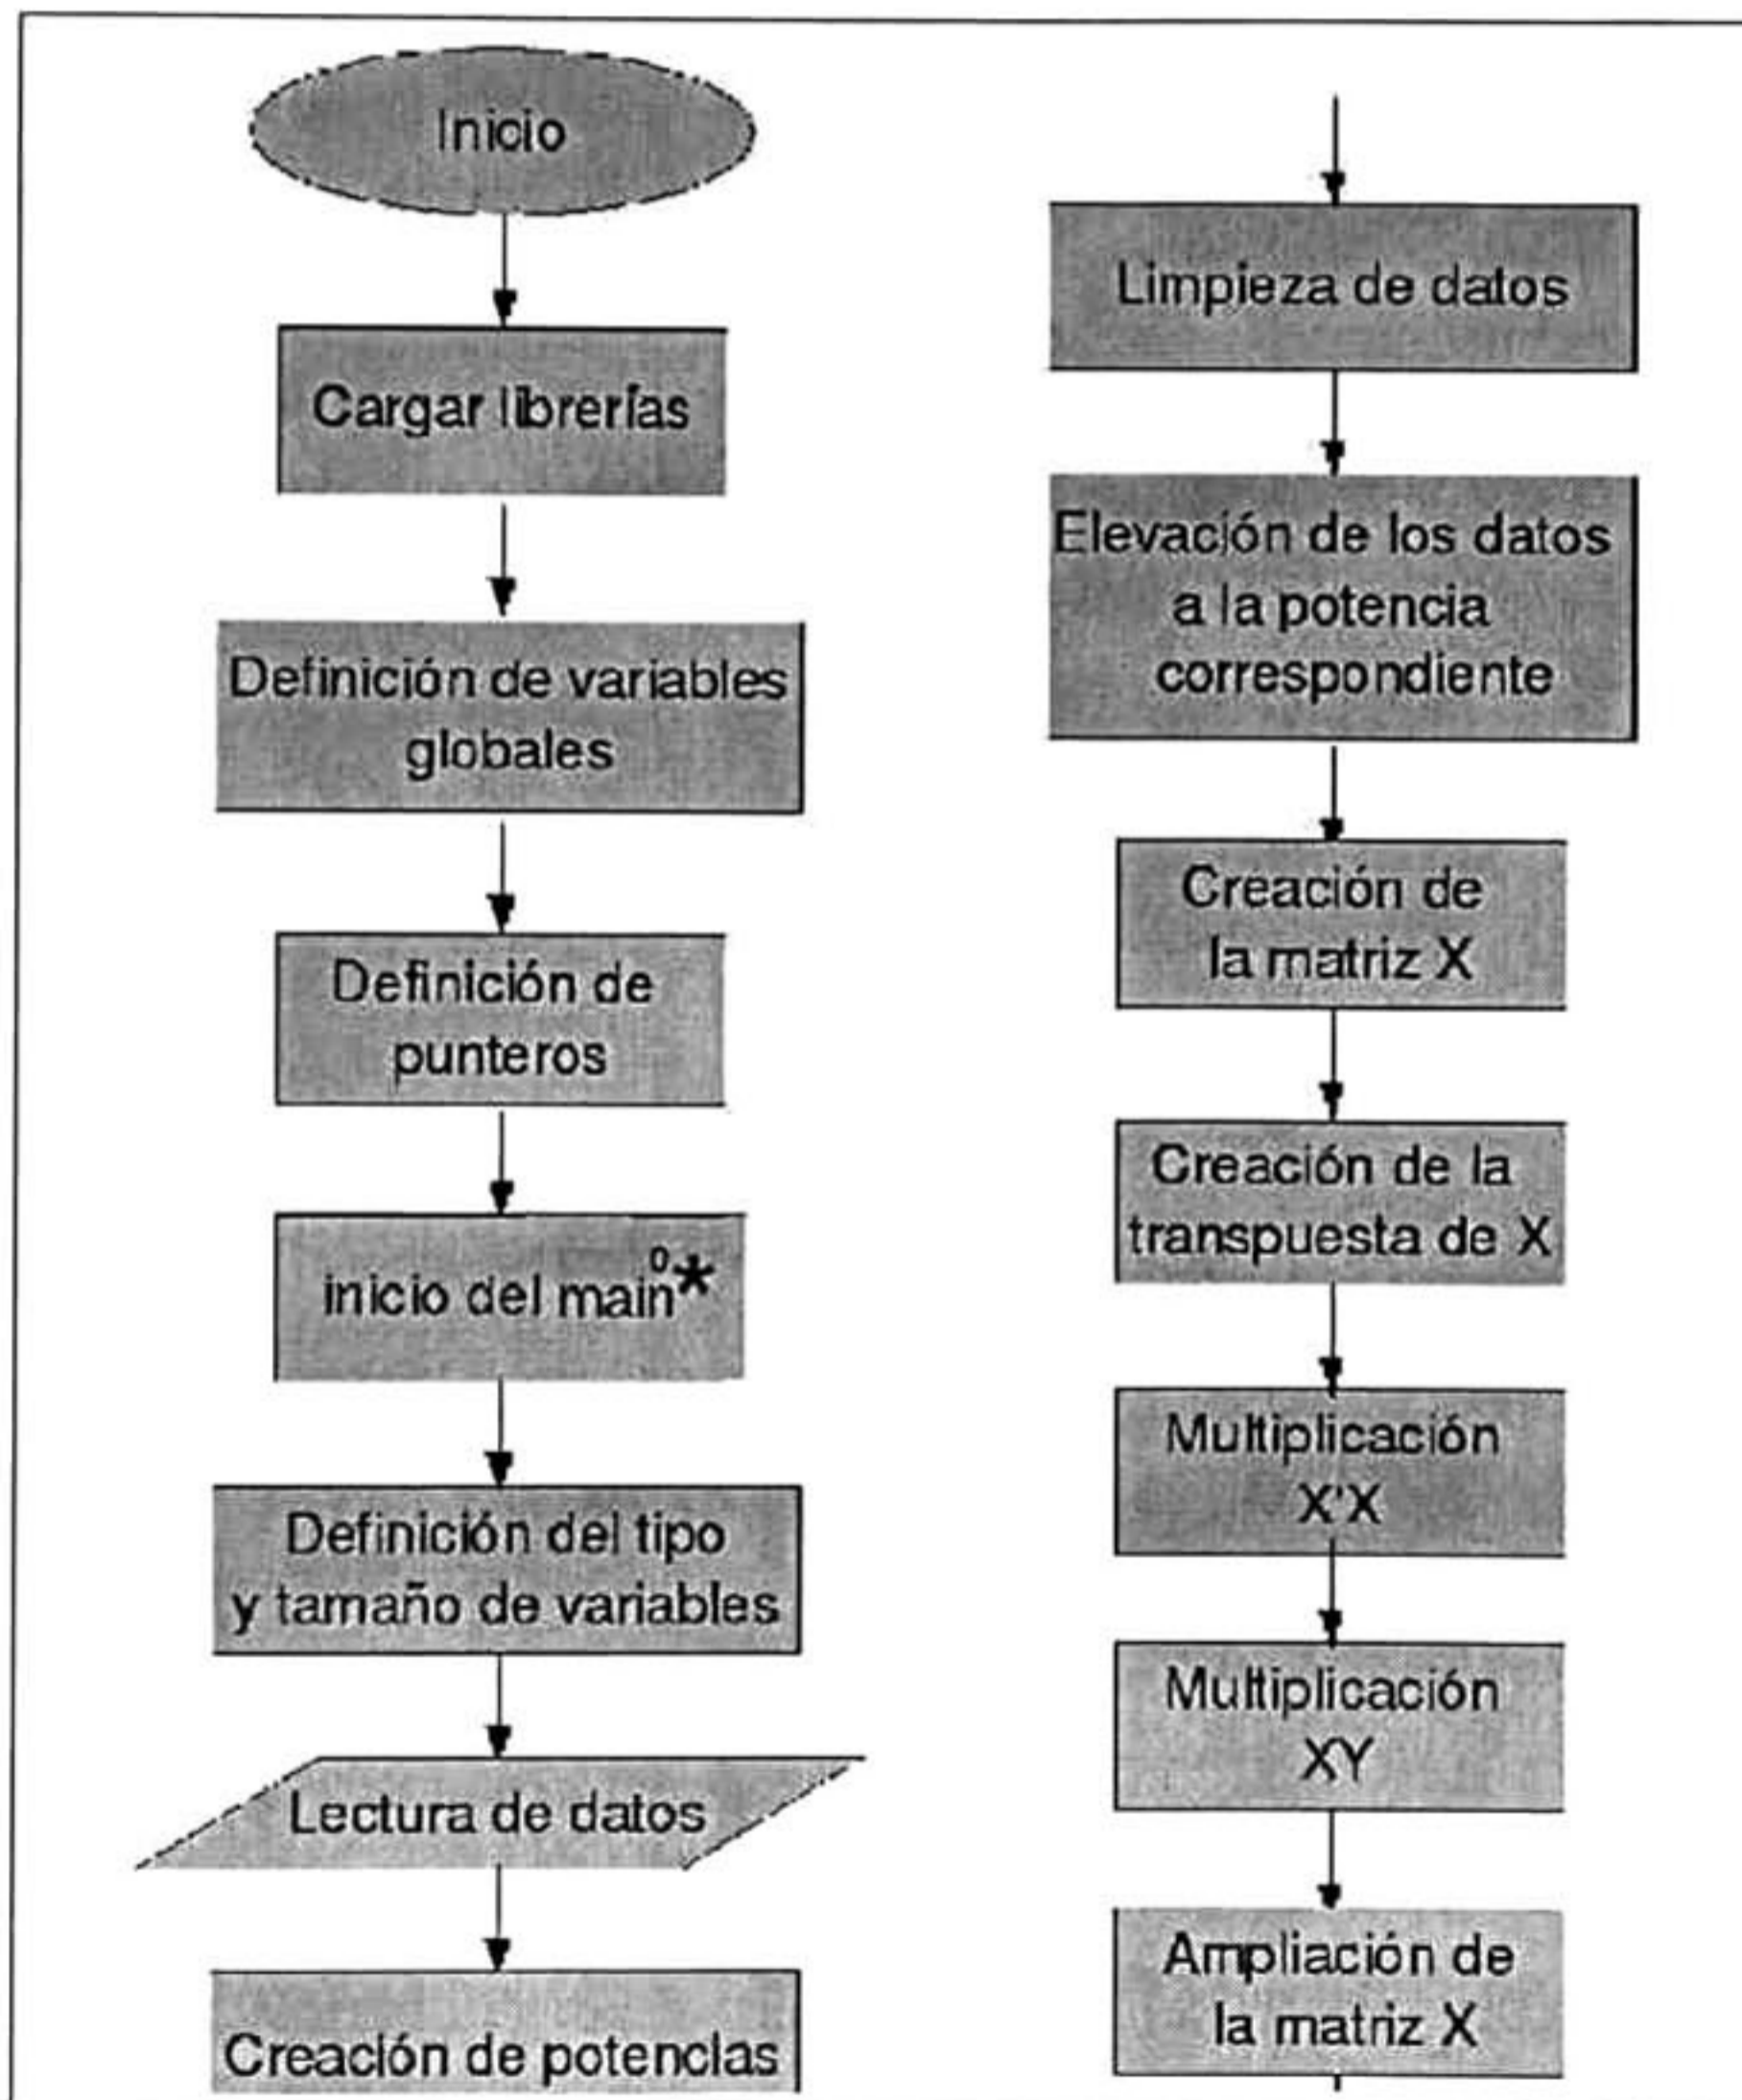 Inicio
Cargar librerías
Definición de variables
globales
Definición de
punteros
inicio del main°*
Definición del tipo
y tamaño de variables
Lectura de datos
Creación de potencias
Limpieza de datos
Elevación de los datos
a la potencia
correspondiente
Creación de
la matriz X
Creación de la
transpuesta de X
Multiplicación
X'X
Multiplicación
X'Y
Ampliación de
la matriz X